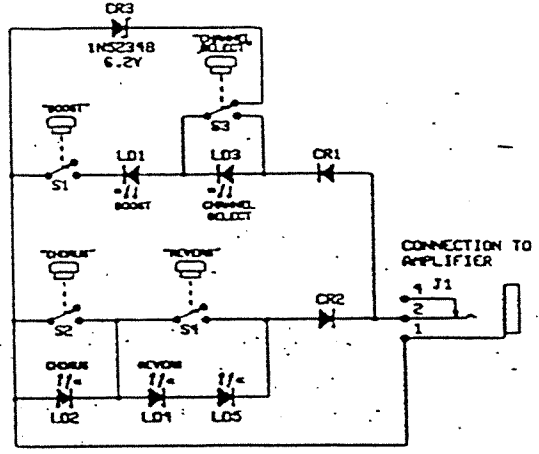 CR3
1N5234B
6.2V
"CHANNEL
SELECT"
S3
"BOOST"
S1
LD1
BOOST
LD3
CHANNEL
SELECT
CR1
"CHORUS"
S2
"REVERB"
S4
CR2
CONNECTION TO
AMPLIFIER
4 J1
2
1
CHORUS
LD2
REVERB
LD4
LD5